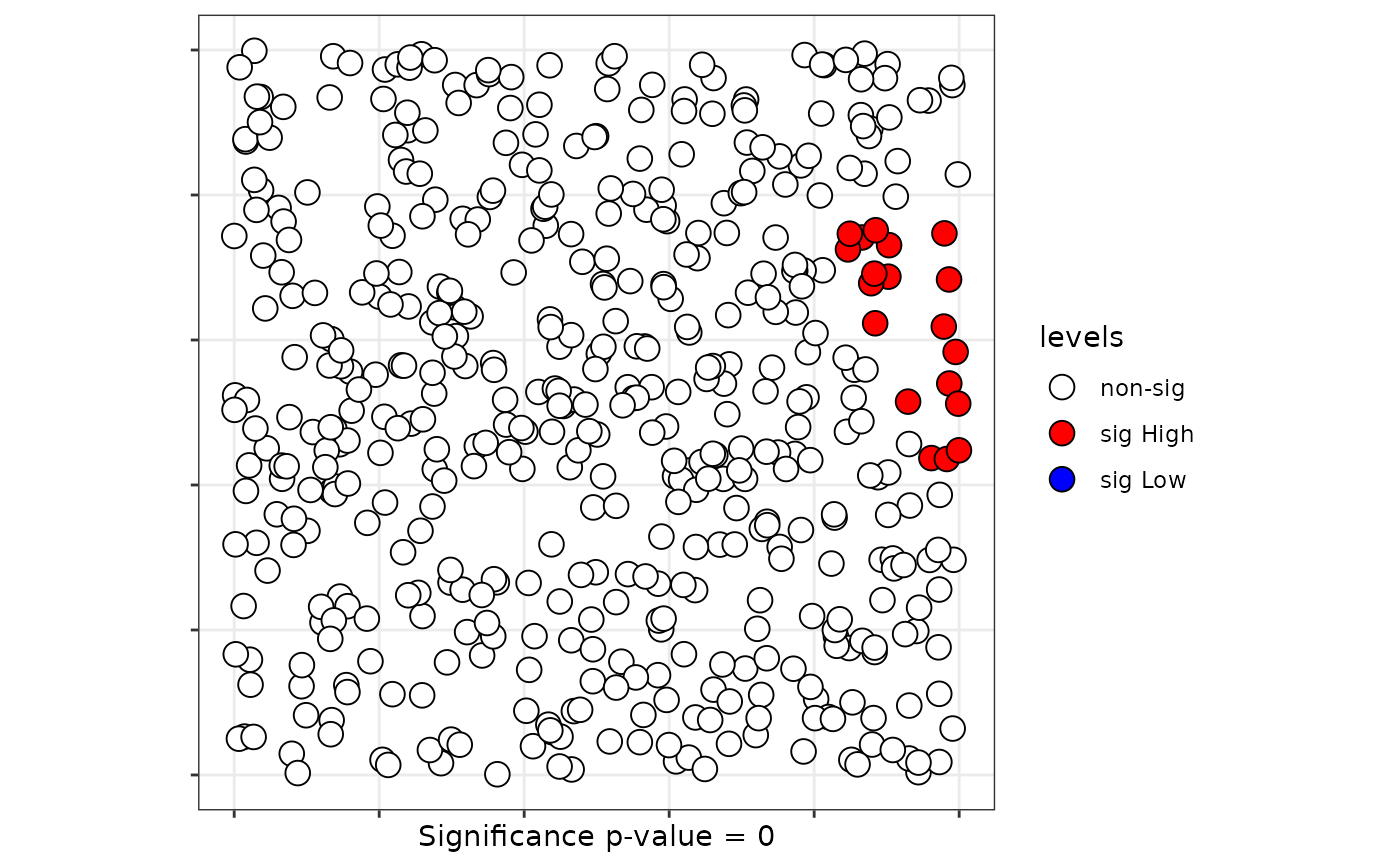 levels
non-sig
sig High
sig Low
Significance p-value = 0